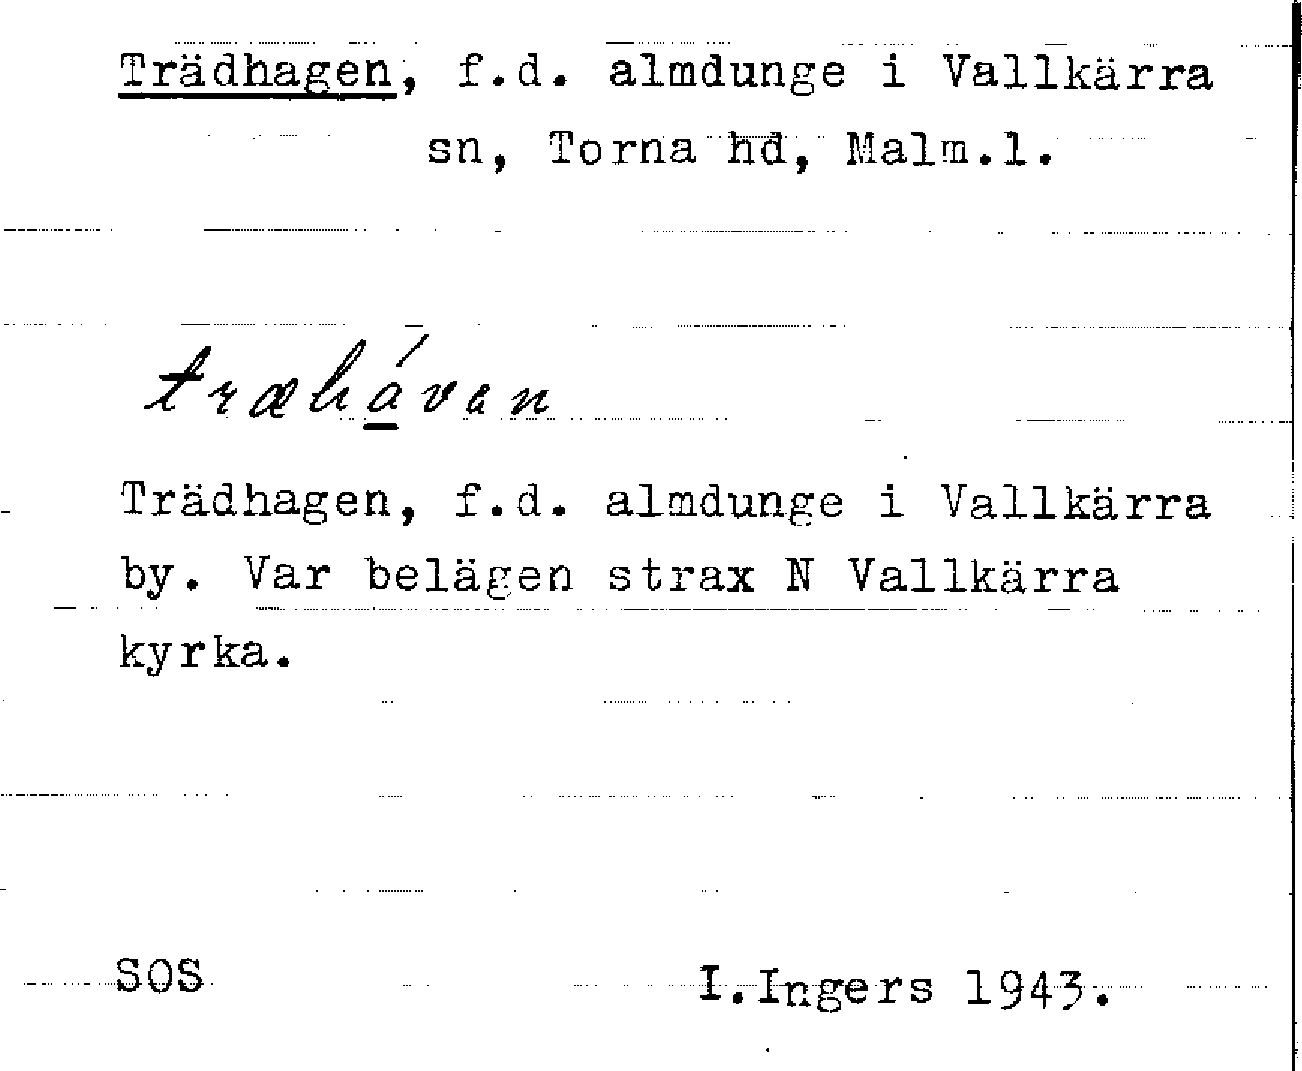 Trädhagen, f.d. almdunge i Vallkärra
sn, Torna hd, Malm.l.
træhávan
Trädhagen, f.d. almdunge i Vallkärra
by. Var belägen strax N Vallkärra
kyrka.
SOS
I.Ingers 1943.